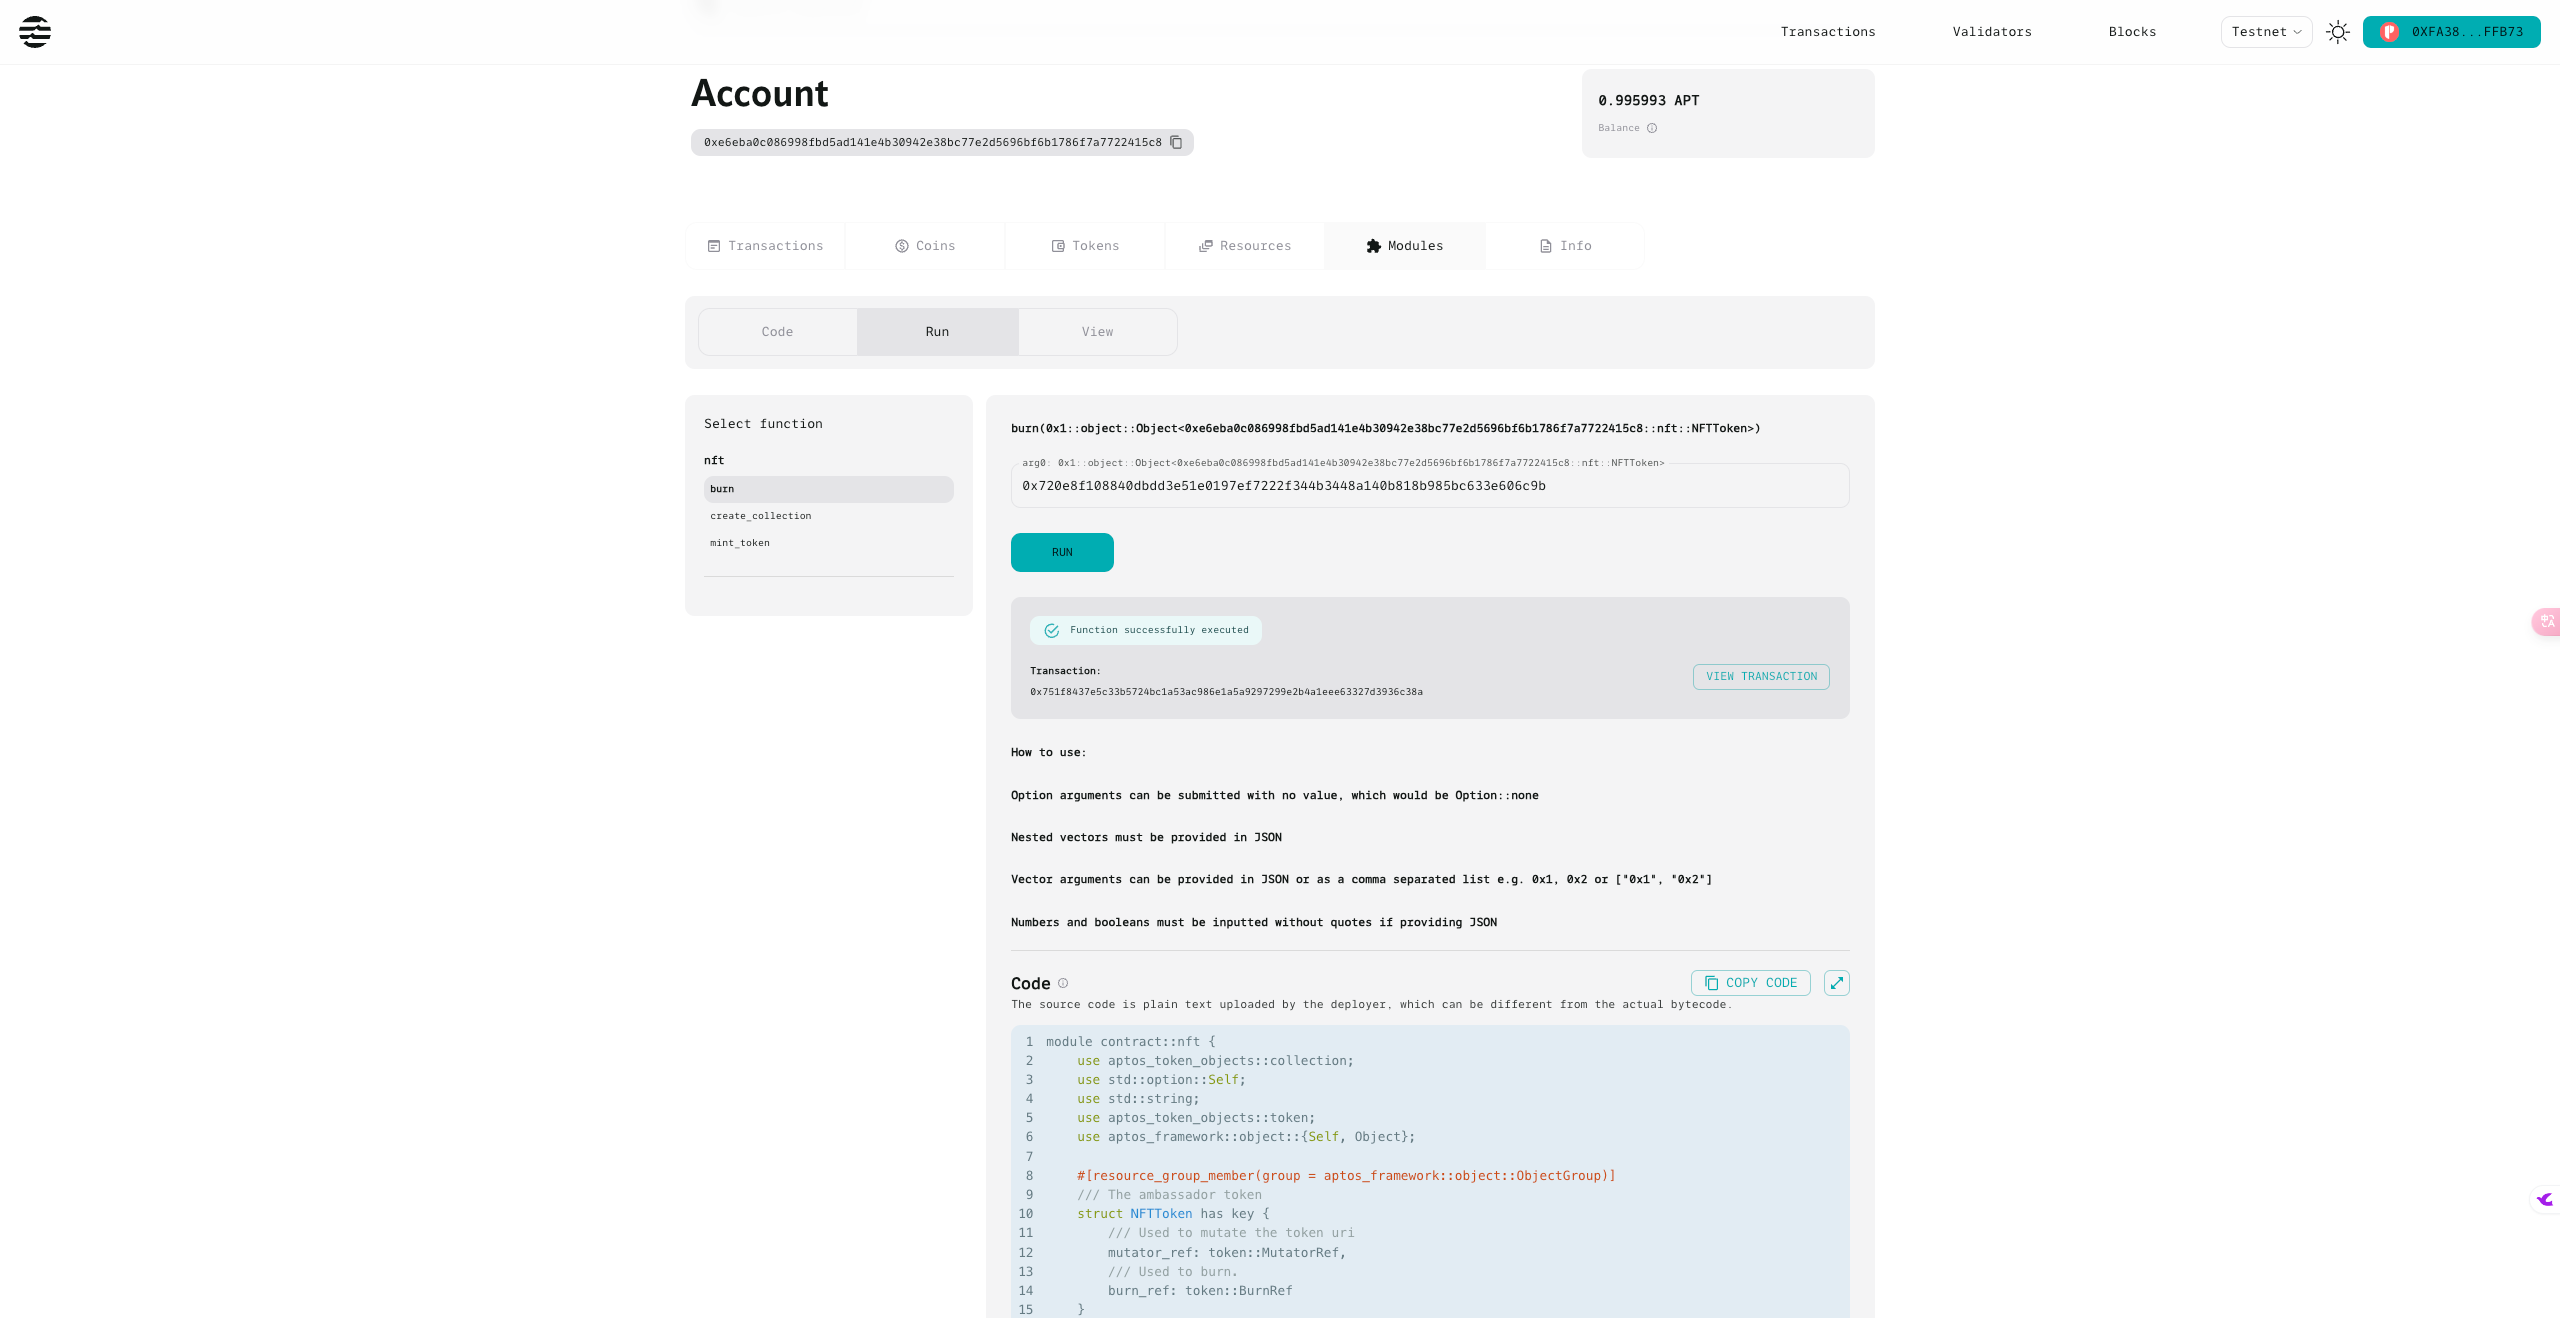 Transactions
Validators
Blocks
Testnet
0XFA38...FFB73
Account
0xe6eba0c086998fbd5ad141e4b30942e38bc77e2d5696bf6b1786f7a7722415c8
0.995993 APT
Balance
Transactions
Coins
Tokens
Resources
Modules
Info
Code
Run
View
Select function
nft
burn
create_collection
mint_token
burn(0x1::object::Object<0xe6eba0c086998fbd5ad141e4b30942e38bc77e2d5696bf6b1786f7a7722415c8::nft::NFTToken>)
arg0: 0x1::object::Object<0xe6eba0c086998fbd5ad141e4b30942e38bc77e2d5696bf6b1786f7a7722415c8::nft::NFTToken>
0x720e8f108840dbdd3e51e0197ef7222f344b3448a140b818b985bc633e606c9b
RUN
Function successfully executed
Transaction:
0x751f8437e5c33b5724bc1a53ac986e1a5a9297299e2b4a1eee63327d3936c38a
VIEW TRANSACTION
How to use:
Option arguments can be submitted with no value, which would be Option::none
Nested vectors must be provided in JSON
Vector arguments can be provided in JSON or as a comma separated list e.g. 0x1, 0x2 or ["0x1", "0x2"]
Numbers and booleans must be inputted without quotes if providing JSON
Code
COPY CODE
The source code is plain text uploaded by the deployer, which can be different from the actual bytecode.
1 module contract::nft {
2     use aptos_token_objects::collection;
3     use std::option::Self;
4     use std::string;
5     use aptos_token_objects::token;
6     use aptos_framework::object::{Self, Object};
7
8     #[resource_group_member(group = aptos_framework::object::ObjectGroup)]
9     /// The ambassador token
10     struct NFTToken has key {
11         /// Used to mutate the token uri
12         mutator_ref: token::MutatorRef,
13         /// Used to burn.
14         burn_ref: token::BurnRef
15     }